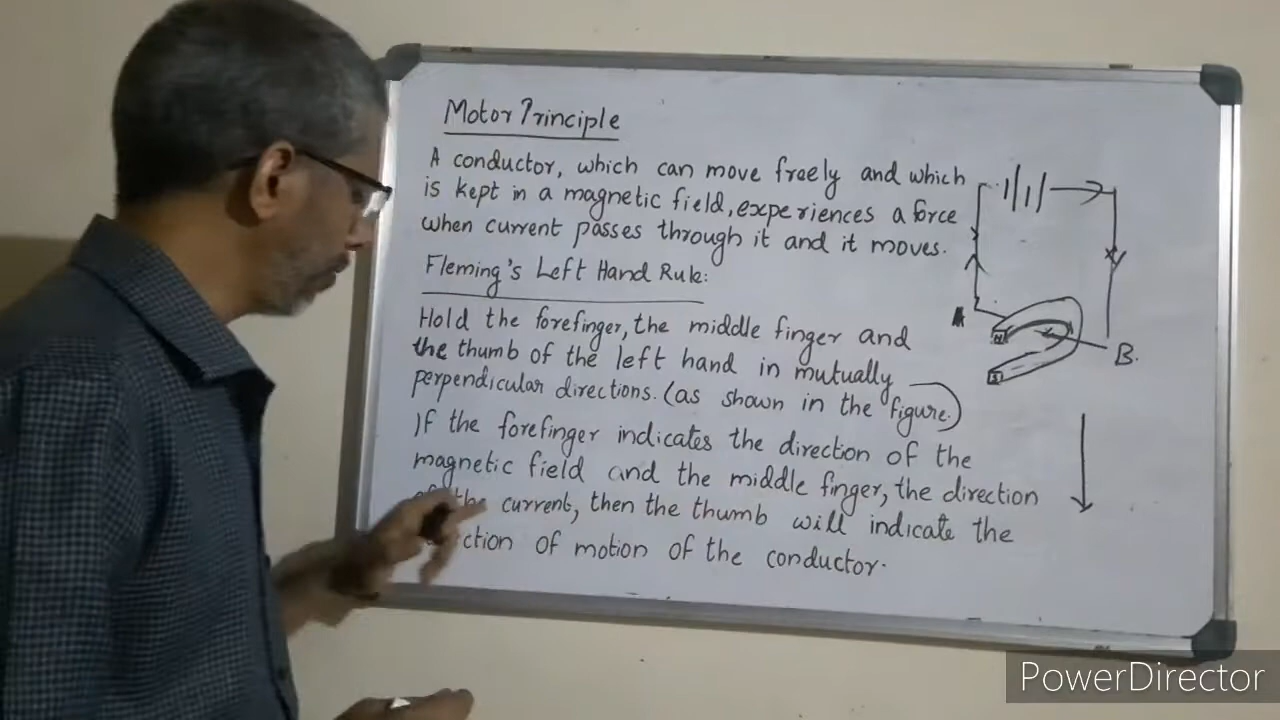 Motor Principle
A conductor, which can move freely and which
is kept in a magnetic field, experiences a force
when current passes through it and it moves.
Fleming's Left Hand Rule:
Hold the forefinger, the middle finger and
the thumb of the left hand in mutually
perpendicular directions. (as shown in the figure.)
If the forefinger indicates the direction of the
magnetic field and the middle finger, the direction
the current, then the thumb will indicate the
ction of motion of the conductor.
A
N
S
B.
PowerDirector